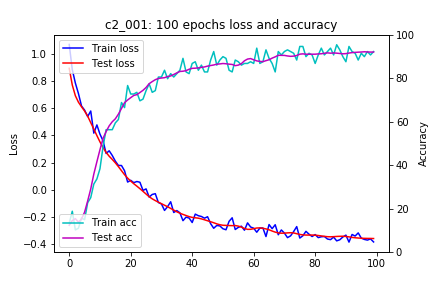 c2_001: 100 epochs loss and accuracy
Train loss
Test loss
Train acc
Test acc
Loss
Accuracy
1.0
0.8
0.6
0.4
0.2
0.0
−0.2
−0.4
100
80
60
40
20
0
0 20 40 60 80 100